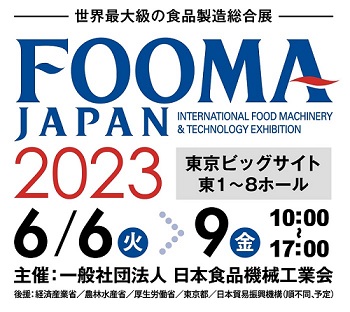 世界最大級の食品製造総合展
FOOMA
JAPAN
INTERNATIONAL FOOD MACHINERY
& TECHNOLOGY EXHIBITION
2023
東京ビッグサイト
東1~8ホール
6/6火 > 9金 10:00~17:00
主催:一般社団法人 日本食品機械工業会
後援:経済産業省/農林水産省/厚生労働省/東京都/日本貿易振興機構(順不同、予定)